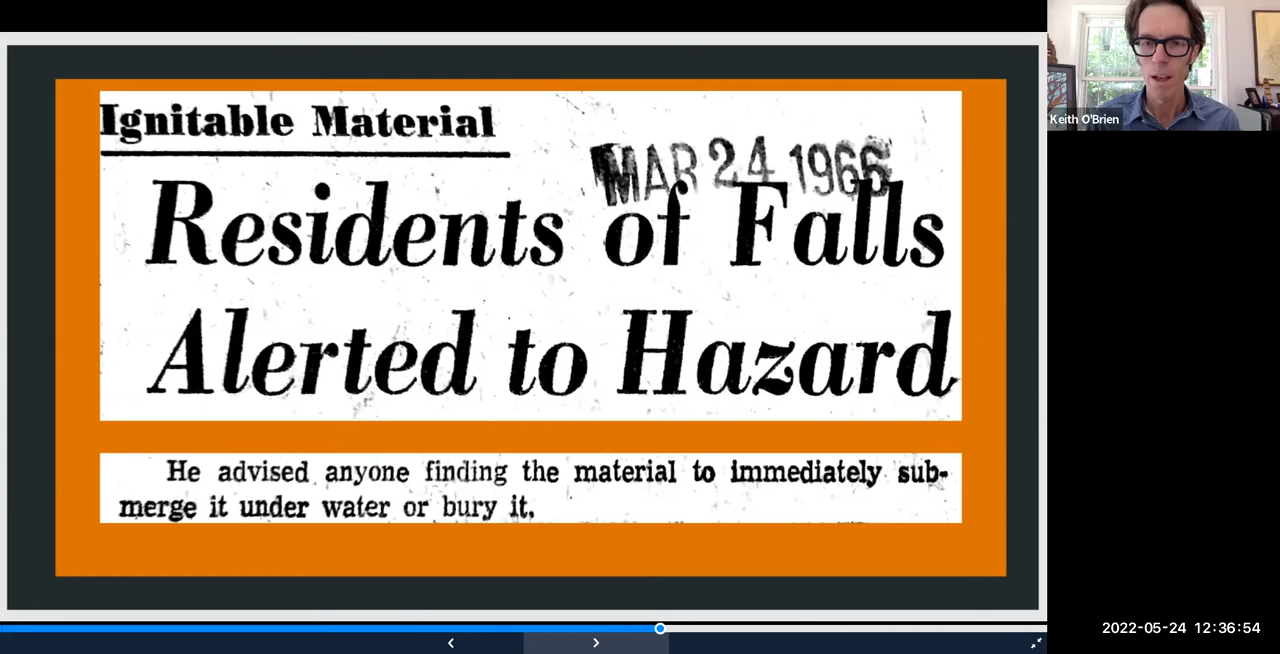 Ignitable Material
MAR 24 1966
Residents of Falls
Alerted to Hazard
He advised anyone finding the material to immediately sub-
merge it under water or bury it.
Keith O'Brien
2022-05-24 12:36:54